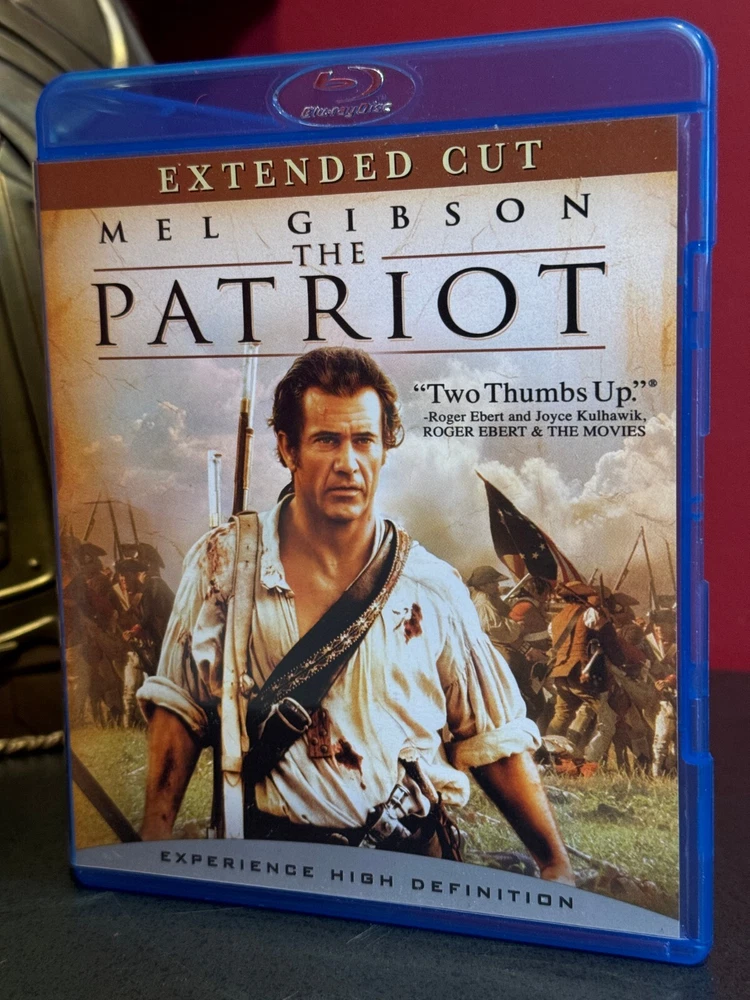 Blu-ray Disc
EXTENDED CUT
MEL GIBSON
THE
PATRIOT
“Two Thumbs Up.”®
-Roger Ebert and Joyce Kulhawik,
ROGER EBERT & THE MOVIES
EXPERIENCE HIGH DEFINITION